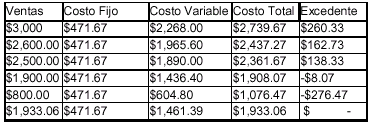 Ventas Costo Fijo Costo Variable Costo Total Excedente
$3,000 $471.67 $2,268.00 $2,739.67 $260.33
$2,600.00 $471.67 $1,965.60 $2,437.27 $162.73
$2,500.00 $471.67 $1,890.00 $2,361.67 $138.33
$1,900.00 $471.67 $1,436.40 $1,908.07 -$8.07
$800.00 $471.67 $604.80 $1,076.47 -$276.47
$1,933.06 $471.67 $1,461.39 $1,933.06 $ -